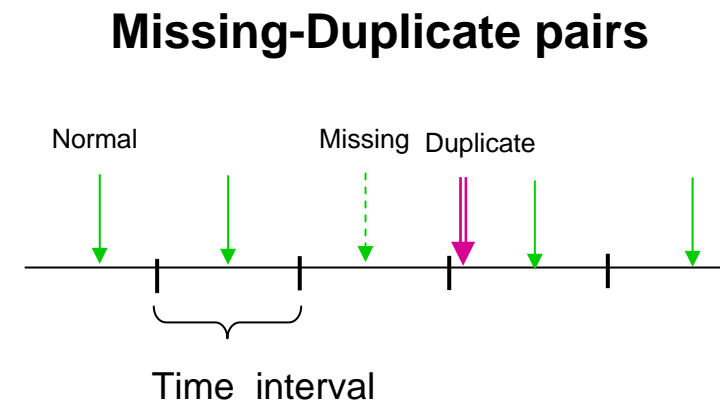 Missing-Duplicate pairs
Normal Missing Duplicate
Time interval